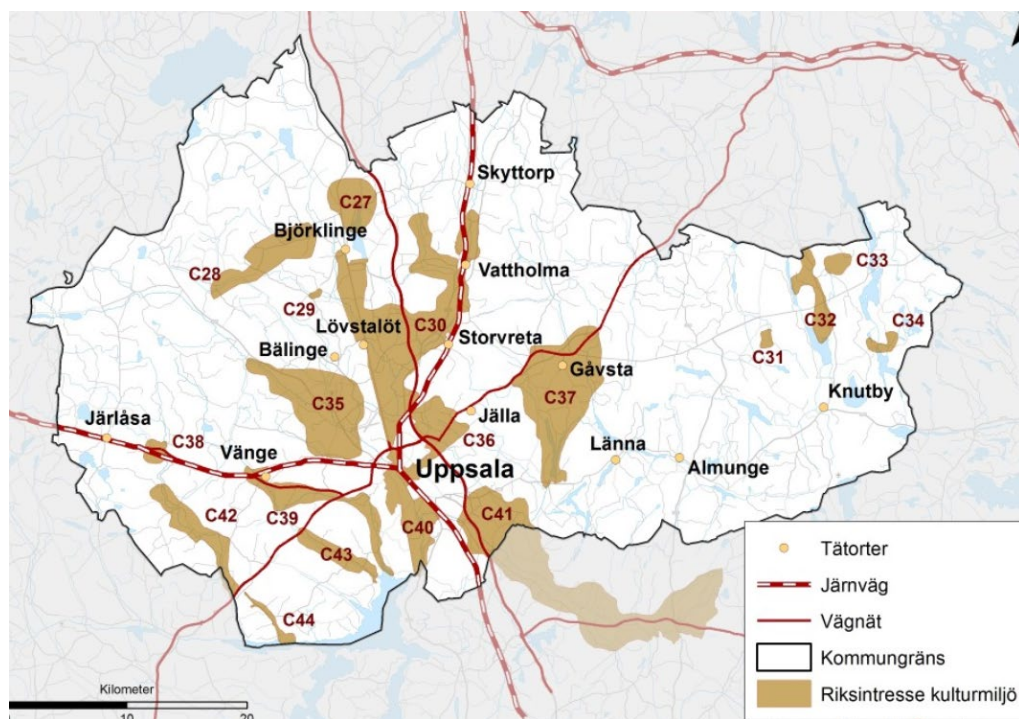 Skyttorp
C27
Björklinge
C28
Vattholma
C33
C29
Lövstalöt
C30
C32
C34
Storvreta
Bälinge
C31
Gåvsta
C35
C37
Knutby
Jälla
Järlåsa
C38
C36
Vänge
Länna
Uppsala
Almunge
C42
C39
C41
C40
C43
C44
Tätorter
Järnväg
Vägnät
Kommungräns
Riksintresse kulturmiljö
Kilometer
10
20